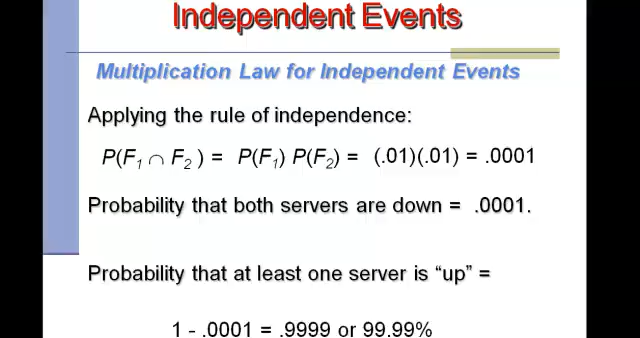 Independent Events
Multiplication Law for Independent Events
Applying the rule of independence:
P(F1 ∩ F2 ) = P(F1) P(F2) = (.01)(.01) = .0001
Probability that both servers are down = .0001.
Probability that at least one server is “up” =
1 - .0001 = .9999 or 99.99%